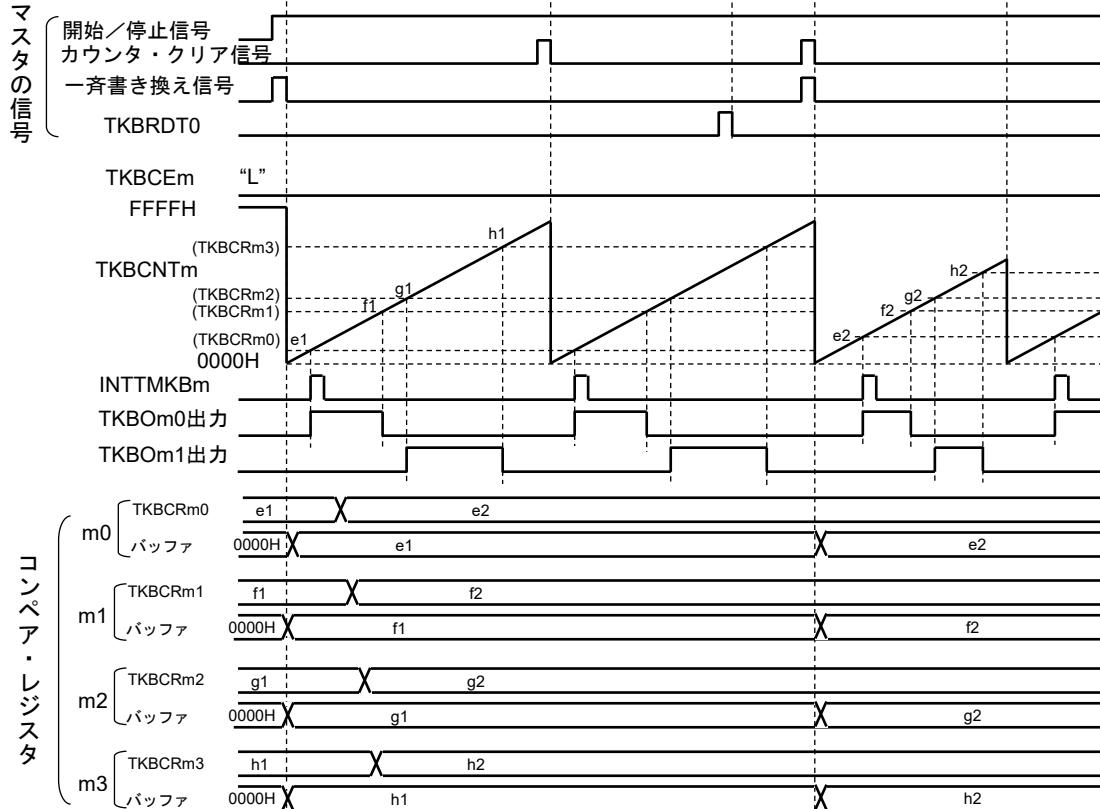 マスタの信号
開始／停止信号
カウンタ・クリア信号
一斉書き換え信号
TKBRDT0
TKBCEm “L”
FFFFH
TKBCNTm
(TKBCRm3)
(TKBCRm2)
(TKBCRm1)
(TKBCRm0)
0000H
e1 f1 g1 h1
e2 f2 g2 h2
INTTMKBm
TKBOm0出力
TKBOm1出力
コンペア・レジスタ
m0
TKBCRm0 e1 e2
バッファ 0000H e1 e2
m1
TKBCRm1 f1 f2
バッファ 0000H f1 f2
m2
TKBCRm2 g1 g2
バッファ 0000H g1 g2
m3
TKBCRm3 h1 h2
バッファ 0000H h1 h2